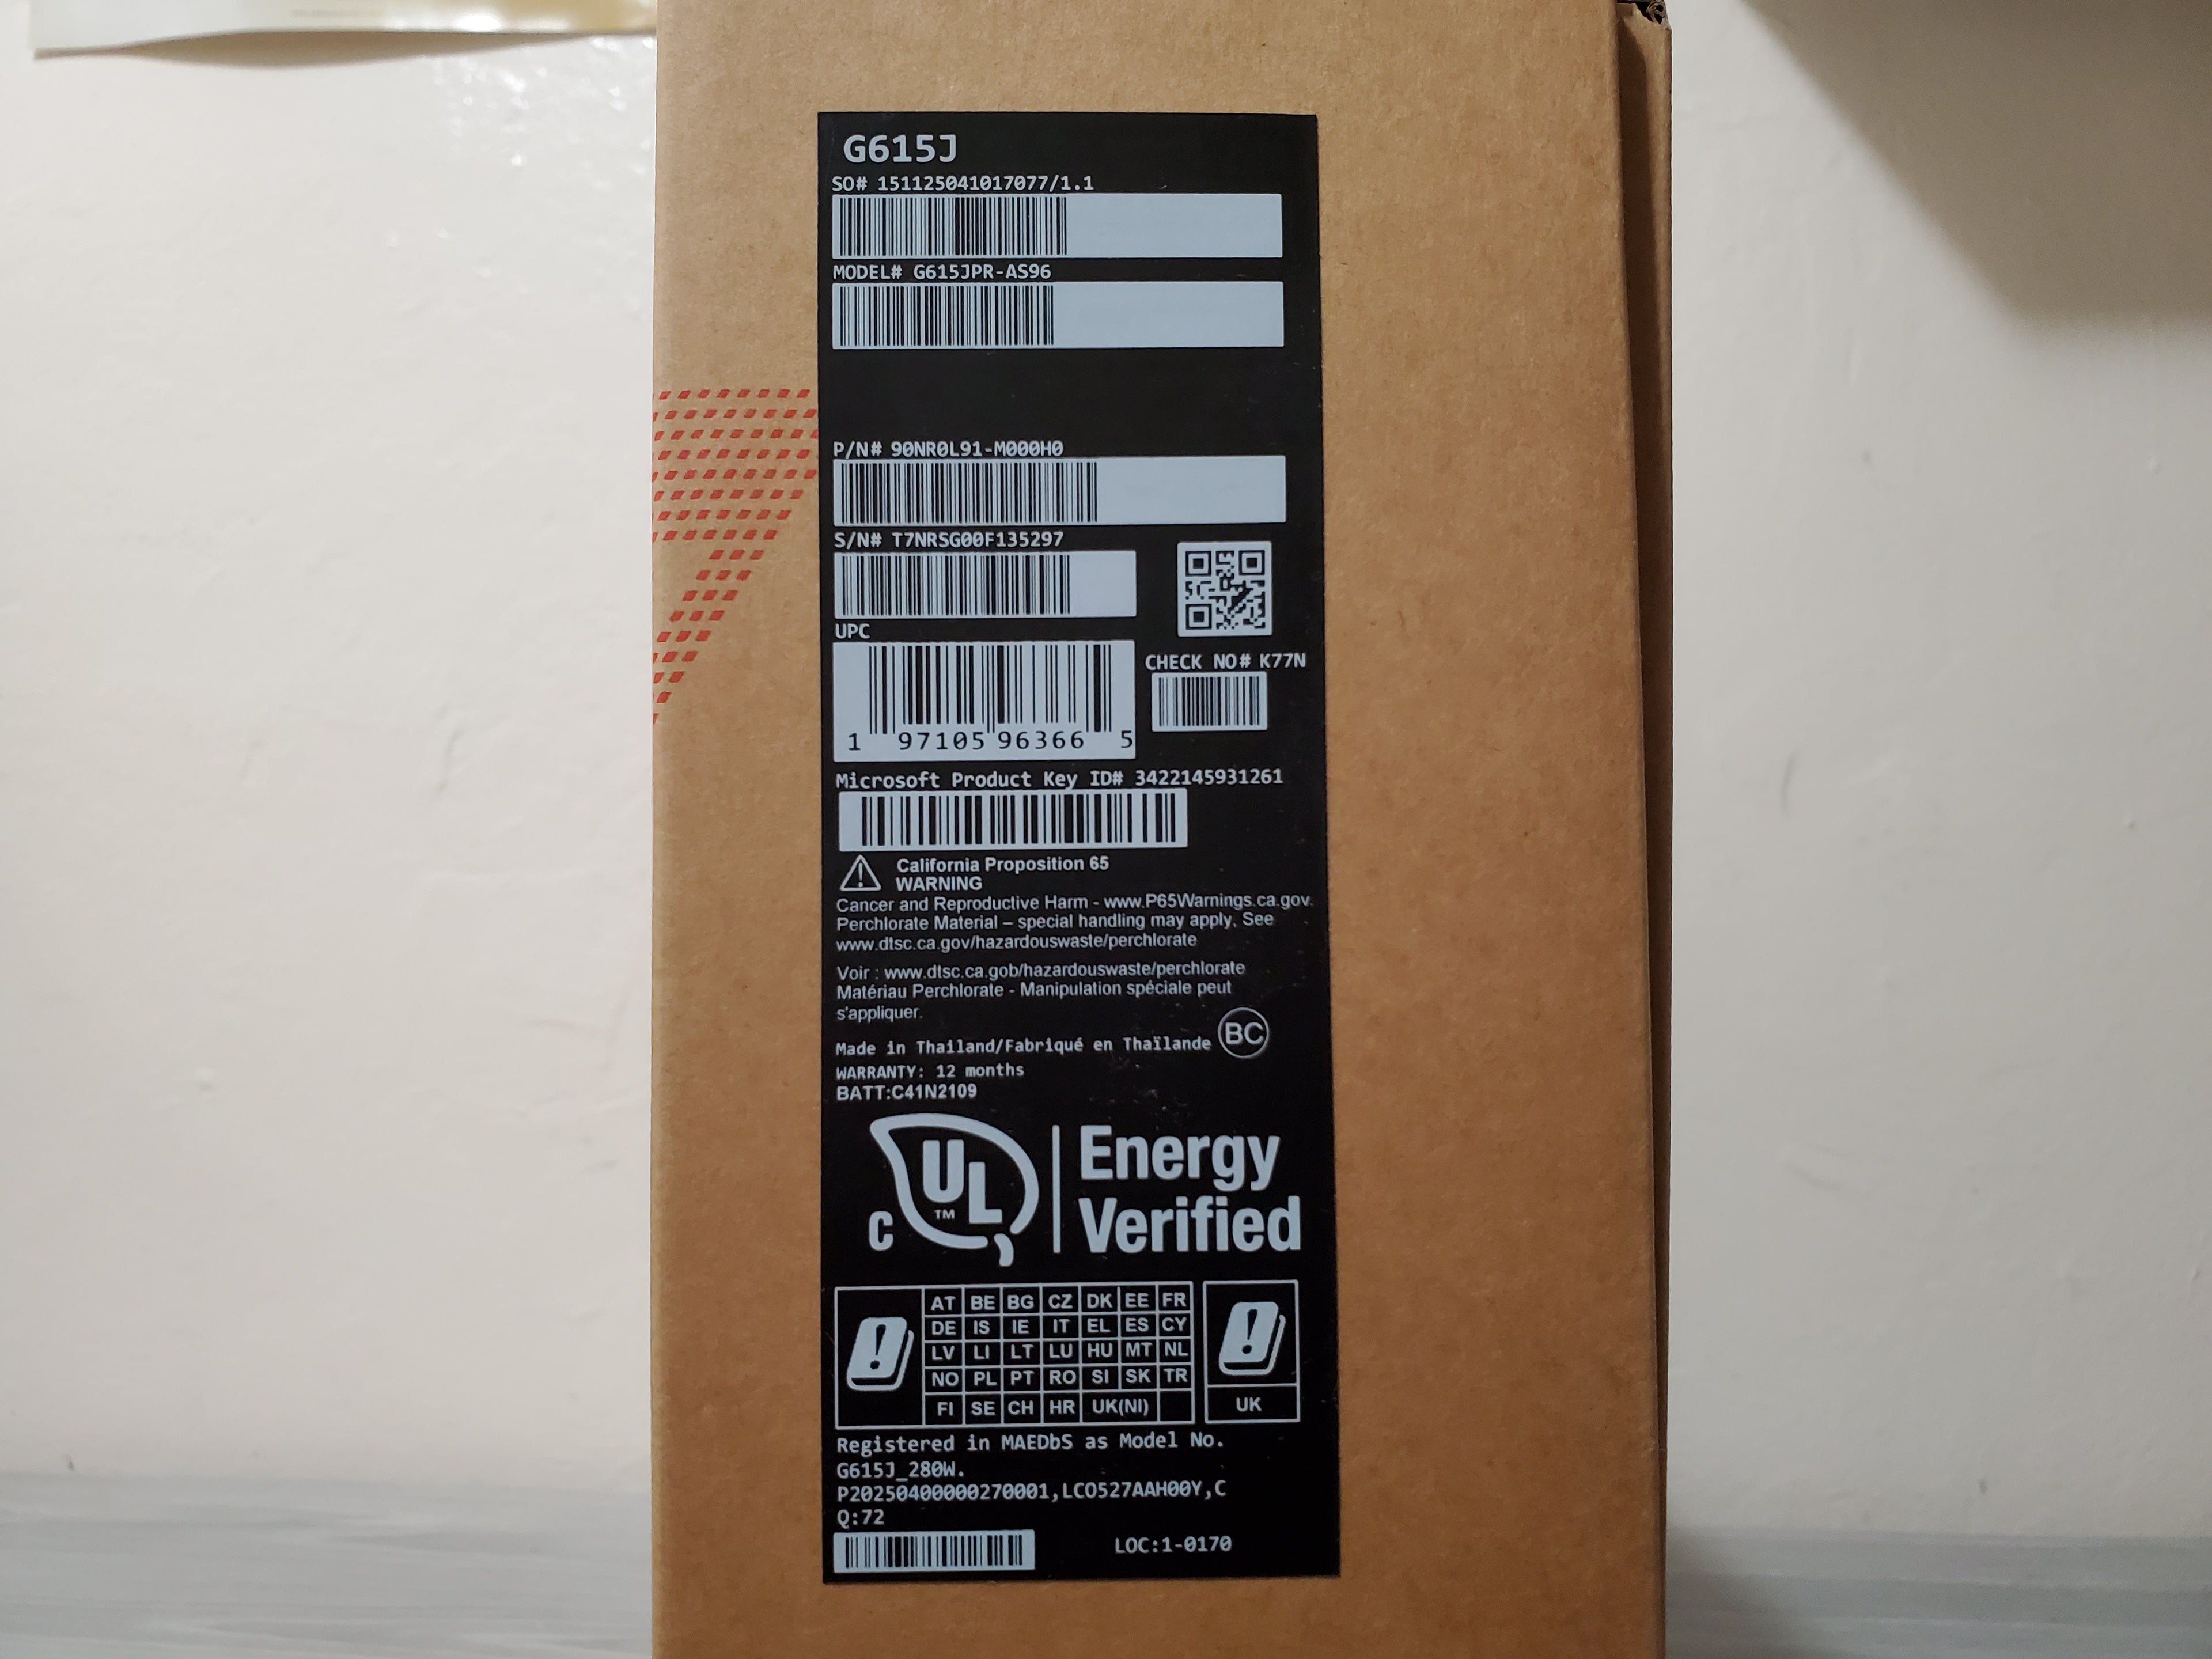 G615J
SO# 151125041017077/1.1
MODEL# G615JPR-AS96
P/N# 90NR0L91-M000H0
S/N# T7NRSG00F135297
UPC
CHECK NO# K77N
1 97105 96366 5
Microsoft Product Key ID# 3422145931261
California Proposition 65
WARNING
Cancer and Reproductive Harm - www.P65Warnings.ca.gov.
Perchlorate Material – special handling may apply, See
www.dtsc.ca.gov/hazardouswaste/perchlorate
Voir : www.dtsc.ca.gob/hazardouswaste/perchlorate
Matériau Perchlorate - Manipulation spéciale peut
s'appliquer.
BC
Made in Thailand/Fabriqué en Thaïlande
WARRANTY: 12 months
BATT:C41N2109
C UL TM Energy
Verified
AT BE BG CZ DK EE FR
DE IS IE IT EL ES CY
LV LI LT LU HU MT NL
NO PL PT RO SI SK TR
FI SE CH HR UK(NI)
UK
Registered in MAEDbS as Model No.
G615J_280W.
P20250400000270001,LCO527AAH00Y,C
Q:72
LOC:1-0170